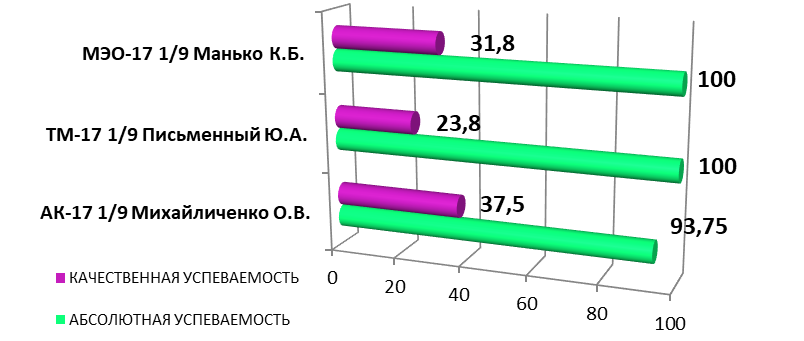 МЭО-17 1/9 Манько К.Б.
31,8
100
ТМ-17 1/9 Письменный Ю.А.
23,8
100
АК-17 1/9 Михайличенко О.В.
37,5
93,75
0
20
40
60
80
100
КАЧЕСТВЕННАЯ УСПЕВАЕМОСТЬ
АБСОЛЮТНАЯ УСПЕВАЕМОСТЬ